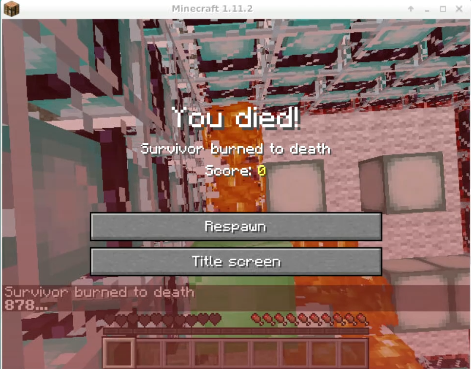 Minecraft 1.11.2
You died!
Survivor burned to death
Score: 0
Respawn
Title screen
Survivor burned to death
878...